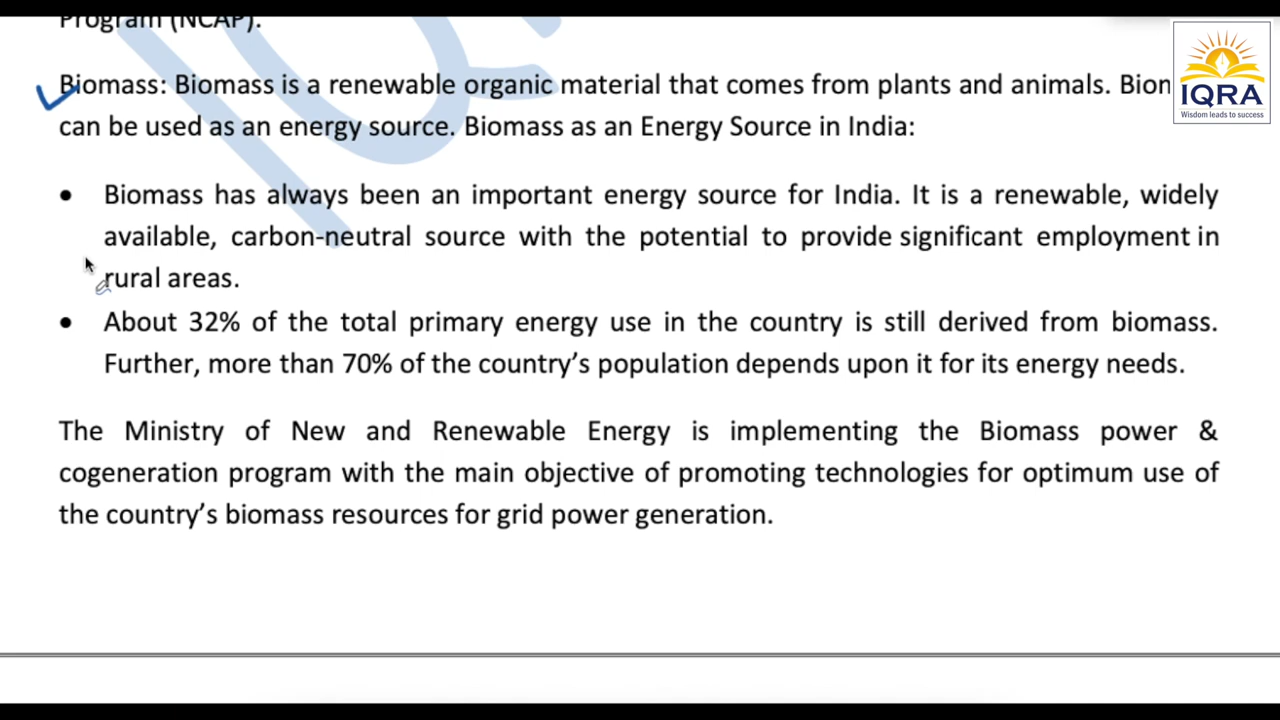 Program (NCAP).
Biomass: Biomass is a renewable organic material that comes from plants and animals.
can be used as an energy source. Biomass as an Energy Source in India:
• Biomass has always been an important energy source for India. It is a renewable, widely
available, carbon-neutral source with the potential to provide significant employment in
rural areas.
• About 32% of the total primary energy use in the country is still derived from biomass.
Further, more than 70% of the country's population depends upon it for its energy needs.
The Ministry of New and Renewable Energy is implementing the Biomass power &
cogeneration program with the main objective of promoting technologies for optimum use of
the country's biomass resources for grid power generation.
IQRA
Wisdom leads to success